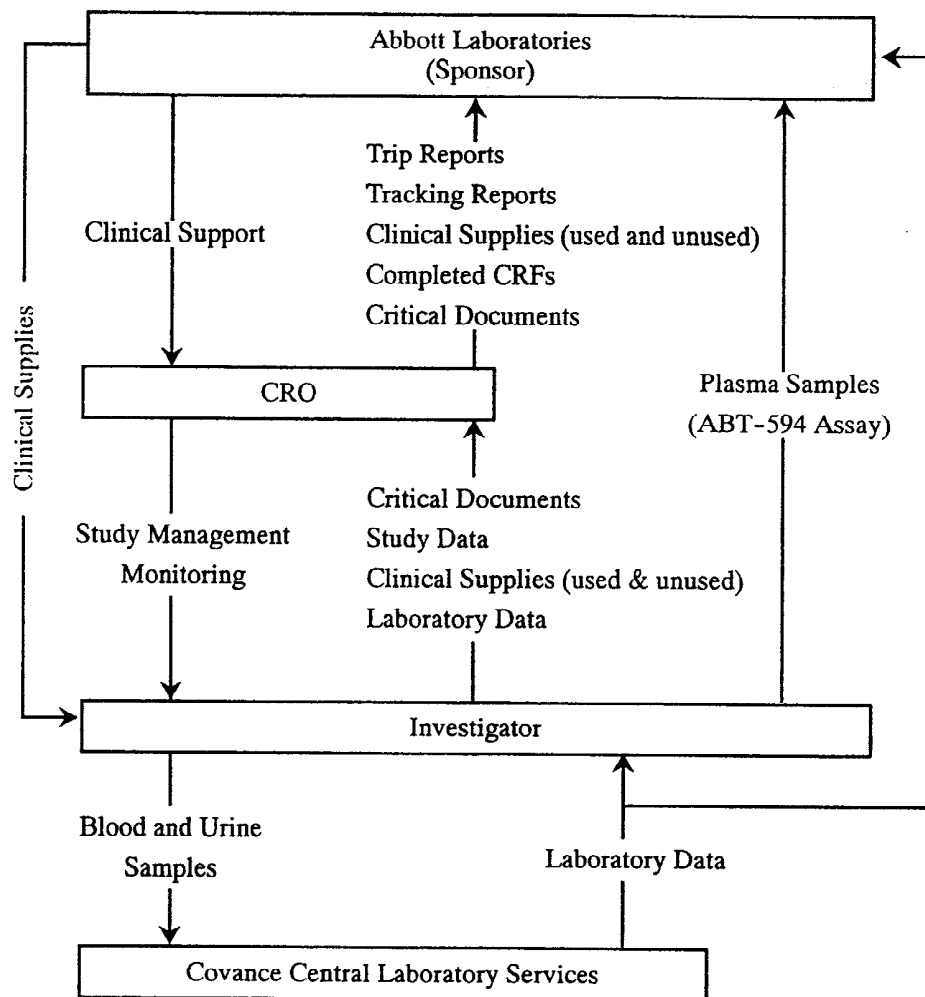 Abbott Laboratories
(Sponsor)
Trip Reports
Tracking Reports
Clinical Support
Clinical Supplies (used and unused)
Completed CRFs
Critical Documents
Clinical Supplies
CRO
Plasma Samples
(ABT-594 Assay)
Critical Documents
Study Management
Monitoring
Study Data
Clinical Supplies (used & unused)
Laboratory Data
Investigator
Blood and Urine
Samples
Laboratory Data
Covance Central Laboratory Services